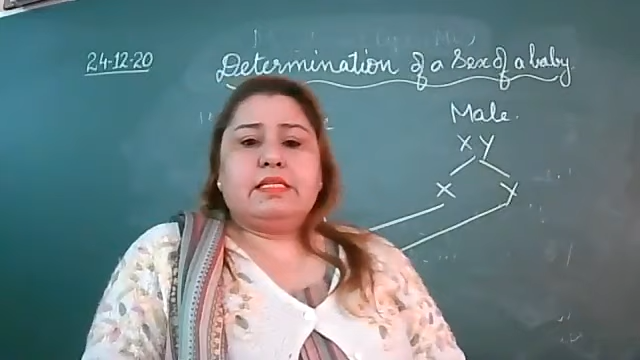 24-12-20
Determination of a Sex of a baby.
Male.
XY
X Y